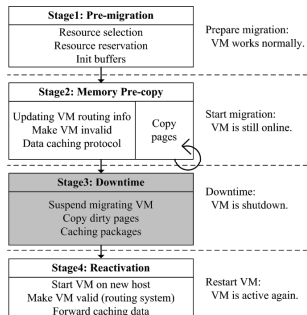 Stage1: Pre-migration
Resource selection
Resource reservation
Init buffers
Prepare migration:
VM works normally.
Stage2: Memory Pre-copy
Updating VM routing info
Make VM invalid
Data caching protocol
Copy
pages
Start migration:
VM is still online.
Stage3: Downtime
Suspend migrating VM
Copy dirty pages
Caching packages
Downtime:
VM is shutdown.
Stage4: Reactivation
Start VM on new host
Make VM valid (routing system)
Forward caching data
Restart VM:
VM is active again.